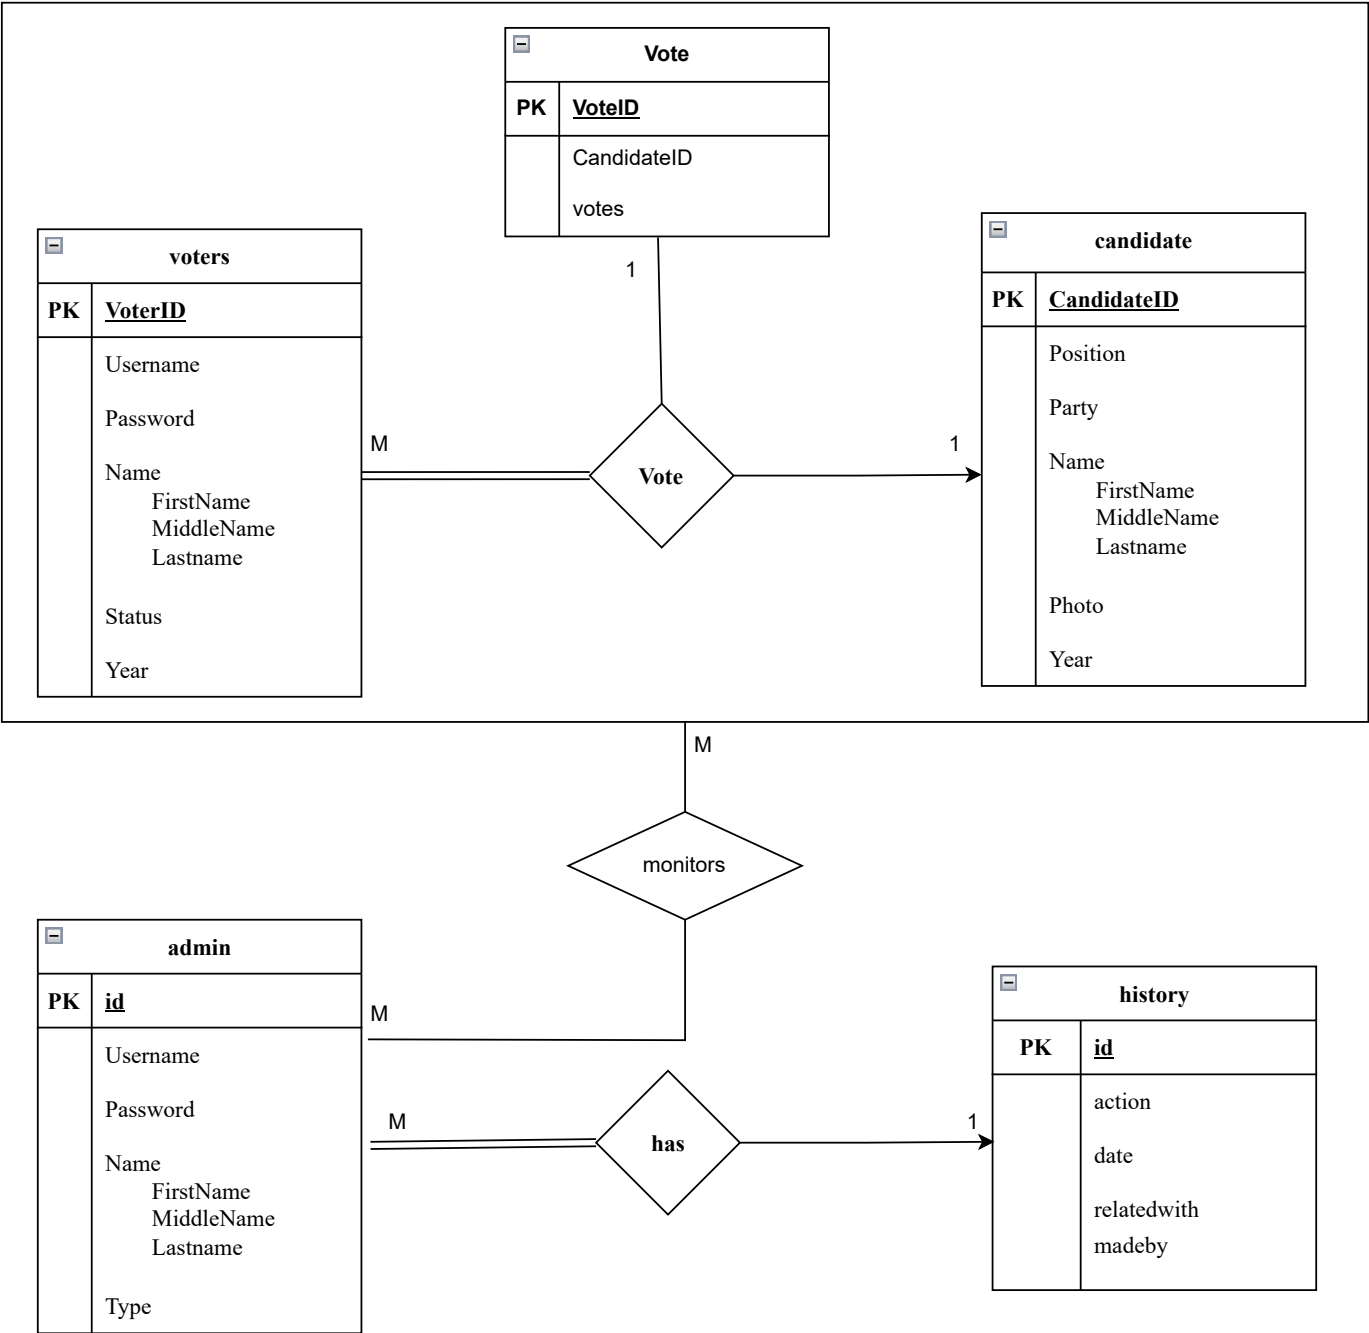 Vote
PK VoteID
CandidateID
votes
voters
PK VoterID
Username
Password
Name
FirstName
MiddleName
Lastname
Status
Year
1
M
Vote
1
candidate
PK CandidateID
Position
Party
Name
FirstName
MiddleName
Lastname
Photo
Year
M
monitors
admin
PK id
Username
Password
Name
FirstName
MiddleName
Lastname
Type
M
M
has
1
history
PK id
action
date
relatedwith
madeby